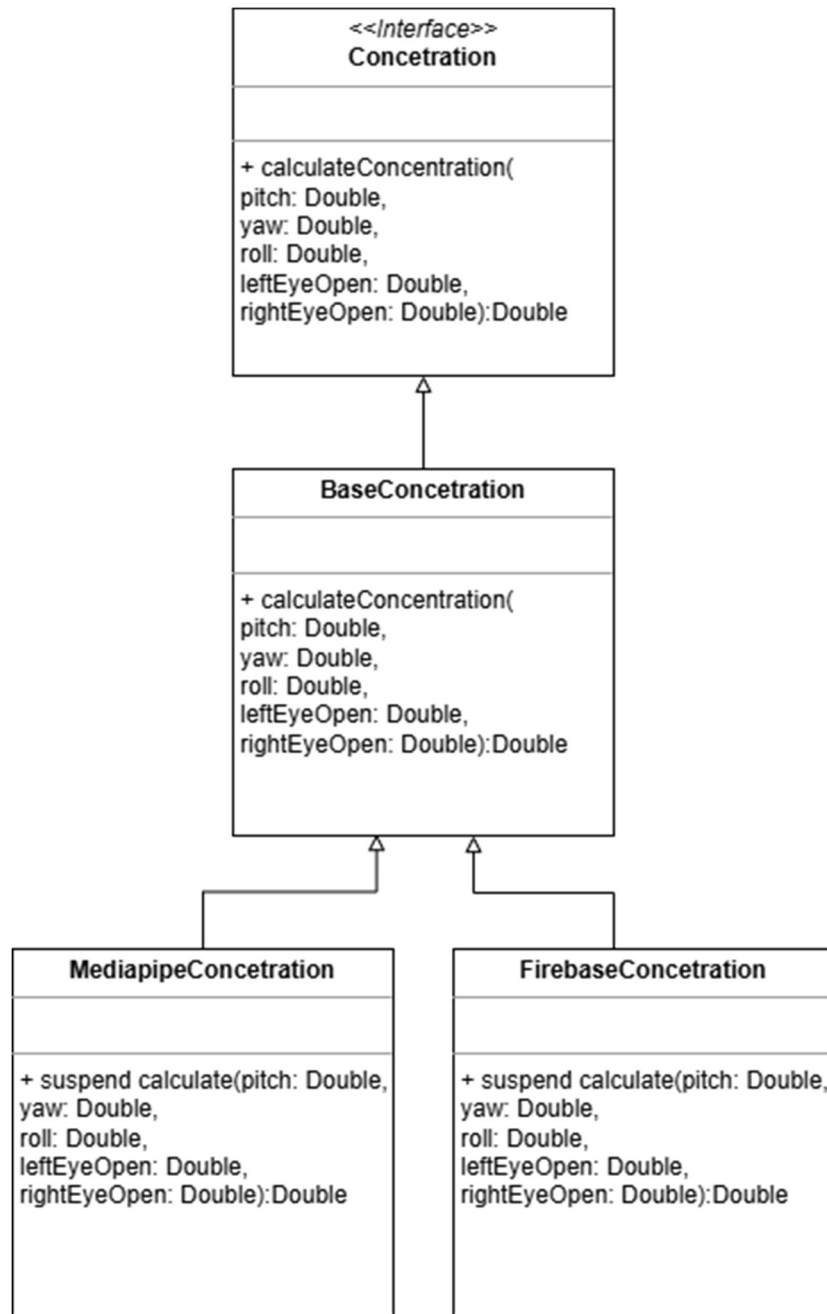 <<Interface>>
Concetration
+ calculateConcentration(
pitch: Double,
yaw: Double,
roll: Double,
leftEyeOpen: Double,
rightEyeOpen: Double):Double
BaseConcetration
+ calculateConcentration(
pitch: Double,
yaw: Double,
roll: Double,
leftEyeOpen: Double,
rightEyeOpen: Double):Double
MediapipeConcetration
+ suspend calculate(pitch: Double,
yaw: Double,
roll: Double,
leftEyeOpen: Double,
rightEyeOpen: Double):Double
FirebaseConcetration
+ suspend calculate(pitch: Double,
yaw: Double,
roll: Double,
leftEyeOpen: Double,
rightEyeOpen: Double):Double